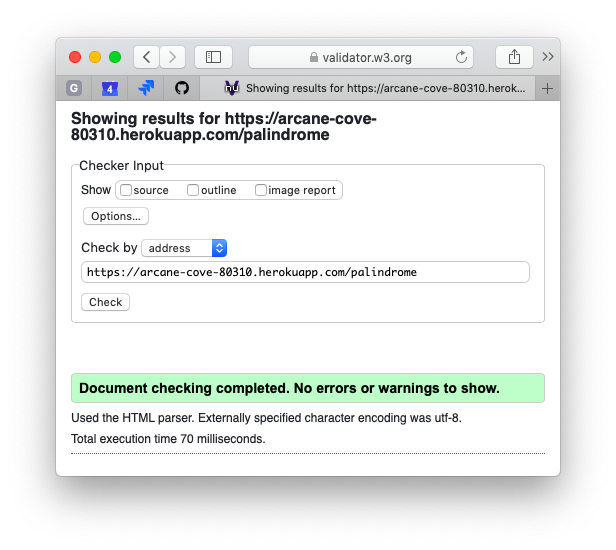 validator.w3.org
G
4
nu Showing results for https://arcane-cove-80310.herok...
Showing results for https://arcane-cove-
80310.herokuapp.com/palindrome
Checker Input
Show source outline image report
Options...
Check by address
https://arcane-cove-80310.herokuapp.com/palindrome
Check
Document checking completed. No errors or warnings to show.
Used the HTML parser. Externally specified character encoding was utf-8.
Total execution time 70 milliseconds.